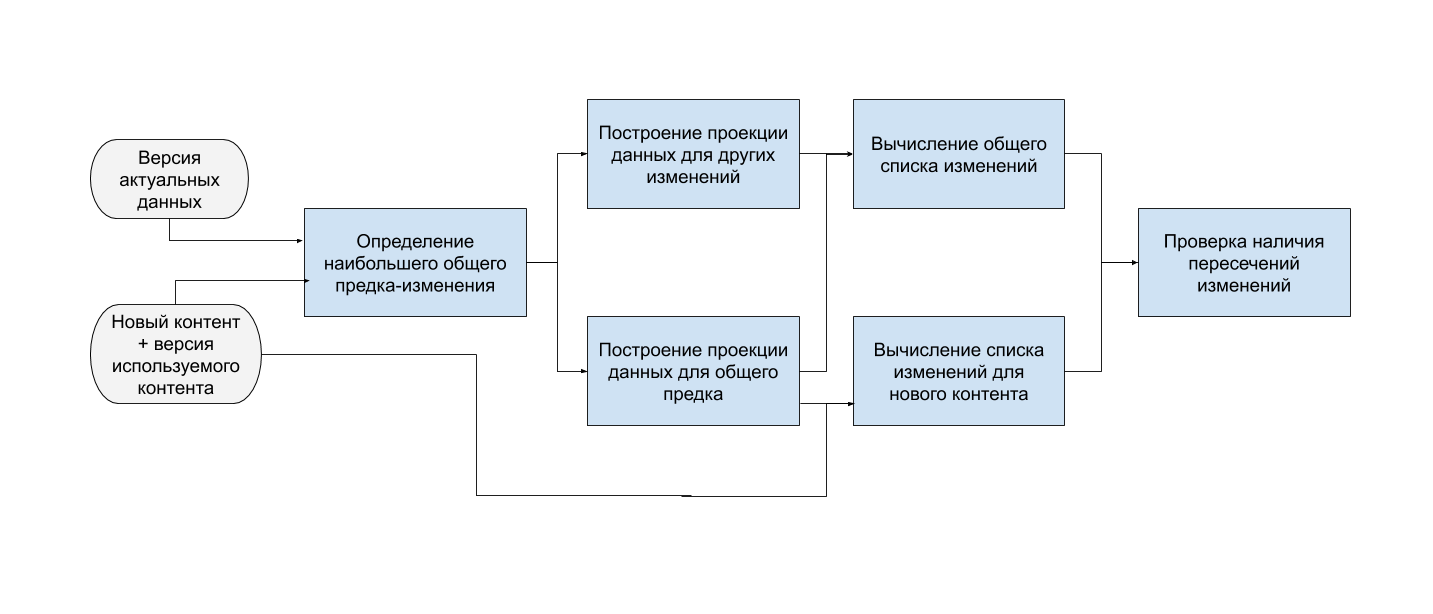 Версия
актуальных
данных
Новый контент
+ версия
используемого
контента
Определение
наибольшего общего
предка-изменения
Построение проекции
данных для других
изменений
Построение проекции
данных для общего
предка
Вычисление общего
списка изменений
Вычисление списка
изменений для
нового контента
Проверка наличия
пересечений
изменений